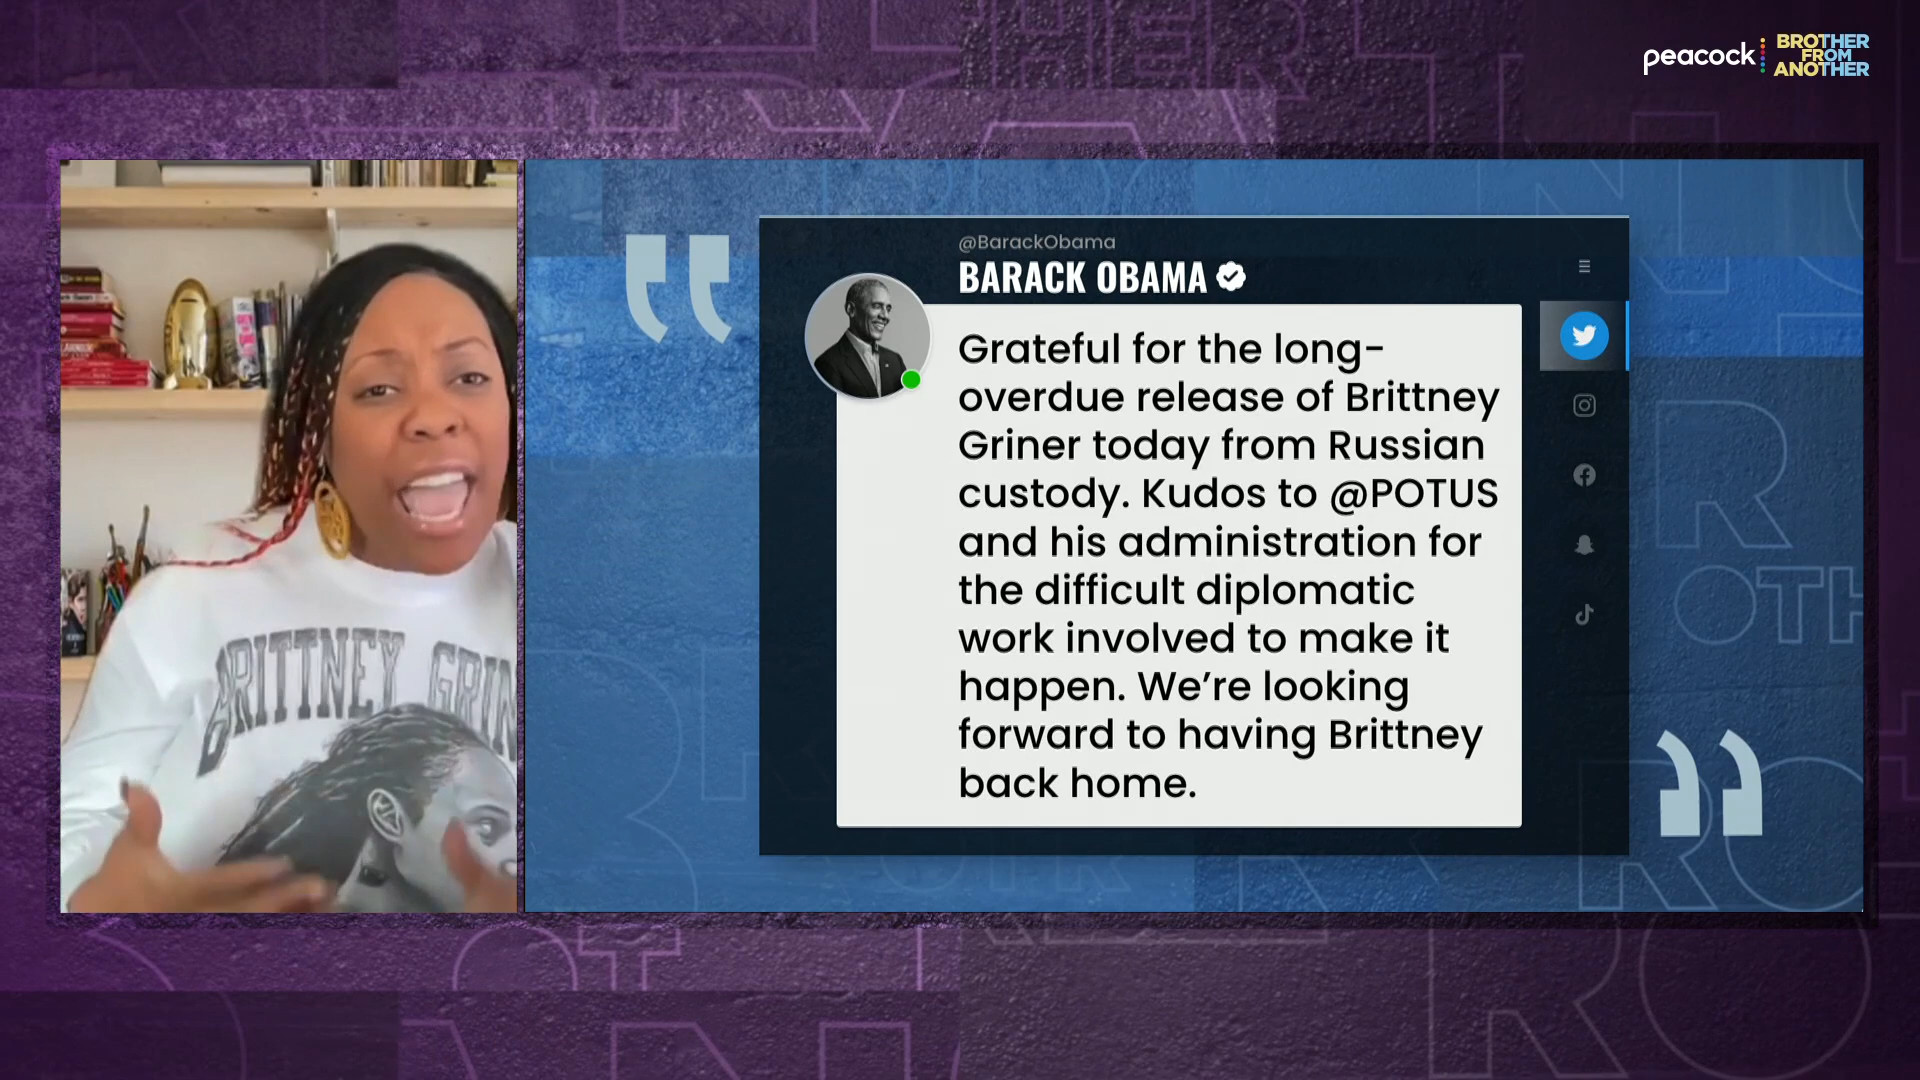 peacock
BROTHER
FROM
ANOTHER
@BarackObama
BARACK OBAMA
Grateful for the long-
overdue release of Brittney
Griner today from Russian
custody. Kudos to @POTUS
and his administration for
the difficult diplomatic
work involved to make it
happen. We’re looking
forward to having Brittney
back home.
BRITTNEY GRIN